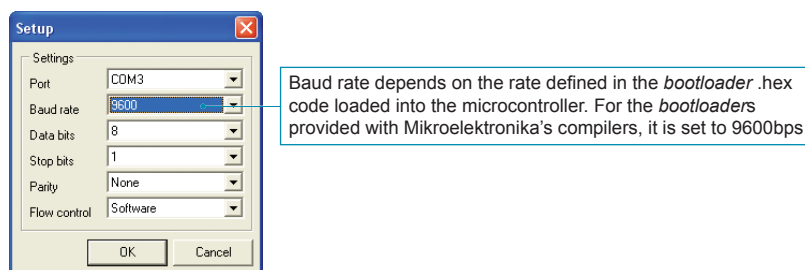 Setup
Settings
Port COM3
Baud rate 9600
Data bits 8
Stop bits 1
Parity None
Flow control Software
OK Cancel
Baud rate depends on the rate defined in the bootloader .hex
code loaded into the microcontroller. For the bootloaders
provided with Mikroelektronika's compilers, it is set to 9600bps